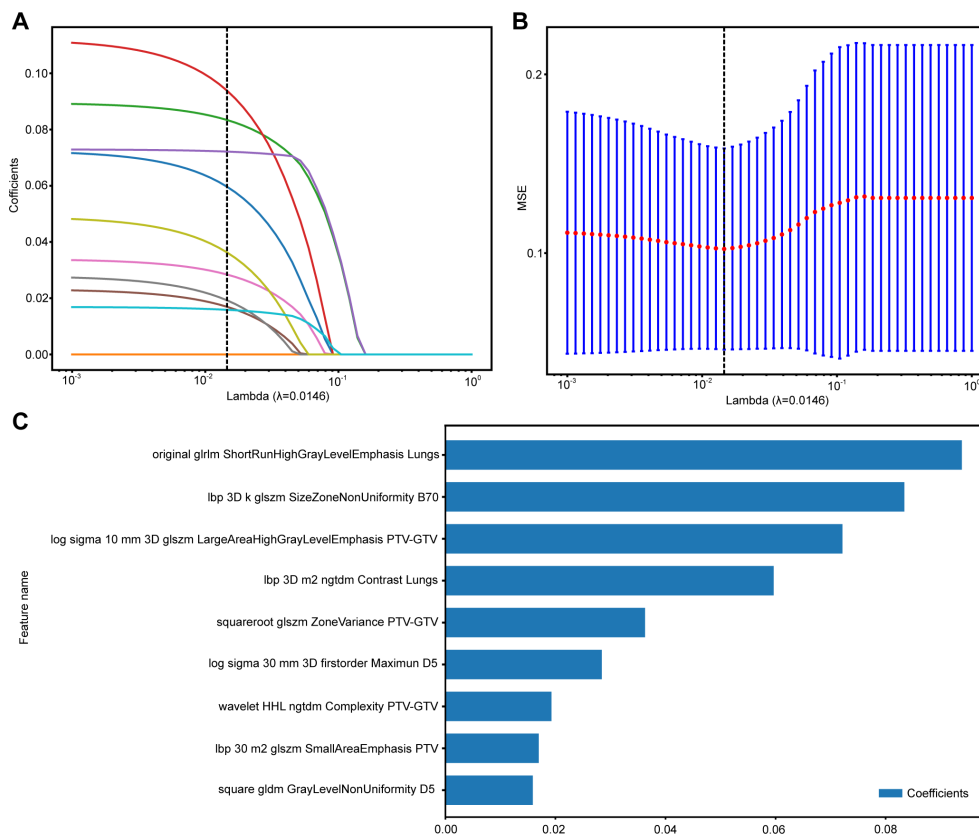 A
B
Cofficients
0.10
0.08
0.06
0.04
0.02
0.00
10⁻³
10⁻²
10⁻¹
10⁰
Lambda (λ=0.0146)
MSE
0.2
0.1
10⁻³
10⁻²
10⁻¹
10⁰
Lambda (λ=0.0146)
C
Feature name
original glrlm ShortRunHighGrayLevelEmphasis Lungs
lbp 3D k glszm SizeZoneNonUniformity B70
log sigma 10 mm 3D glszm LargeAreaHighGrayLevelEmphasis PTV-GTV
lbp 3D m2 ngtdm Contrast Lungs
squareroot glszm ZoneVariance PTV-GTV
log sigma 30 mm 3D firstorder Maximun D5
wavelet HHL ngtdm Complexity PTV-GTV
lbp 30 m2 glszm SmallAreaEmphasis PTV
square gldm GrayLevelNonUniformity D5
Coefficients
0.00
0.02
0.04
0.06
0.08